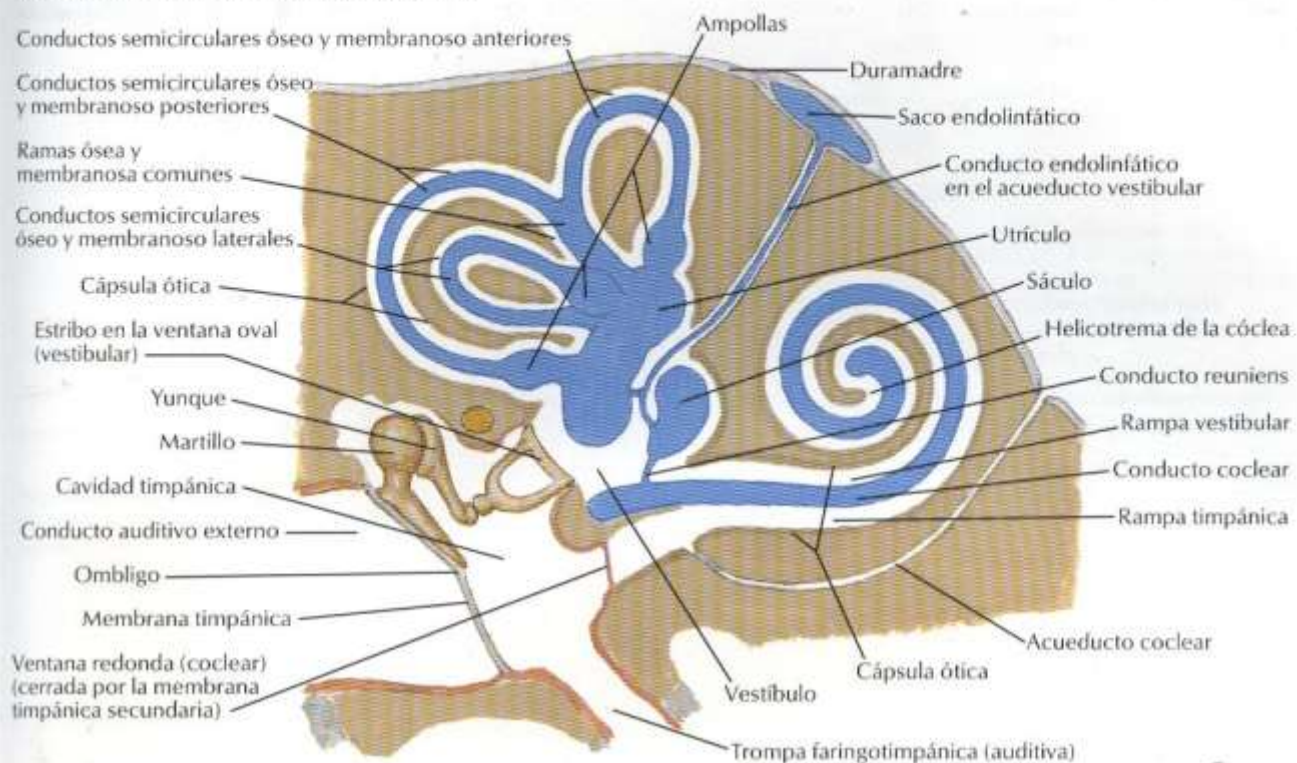 Conductos semicirculares óseo y membranoso anteriores
Conductos semicirculares óseo
y membranoso posteriores
Ramas ósea y
membranosa comunes
Conductos semicirculares
óseo y membranoso laterales
Cápsula ótica
Estribo en la ventana oval
(vestibular)
Yunque
Martillo
Cavidad timpánica
Conducto auditivo externo
Ombligo
Membrana timpánica
Ventana redonda (coclear)
(cerrada por la membrana
timpánica secundaria)
Ampollas
Duramadre
Saco endolinfático
Conducto endolinfático
en el acueducto vestibular
Utrículo
Sáculo
Helicotrema de la cóclea
Conducto reuniens
Rampa vestibular
Conducto coclear
Rampa timpánica
Acueducto coclear
Cápsula ótica
Vestíbulo
Trompa faringotimpánica (auditiva)